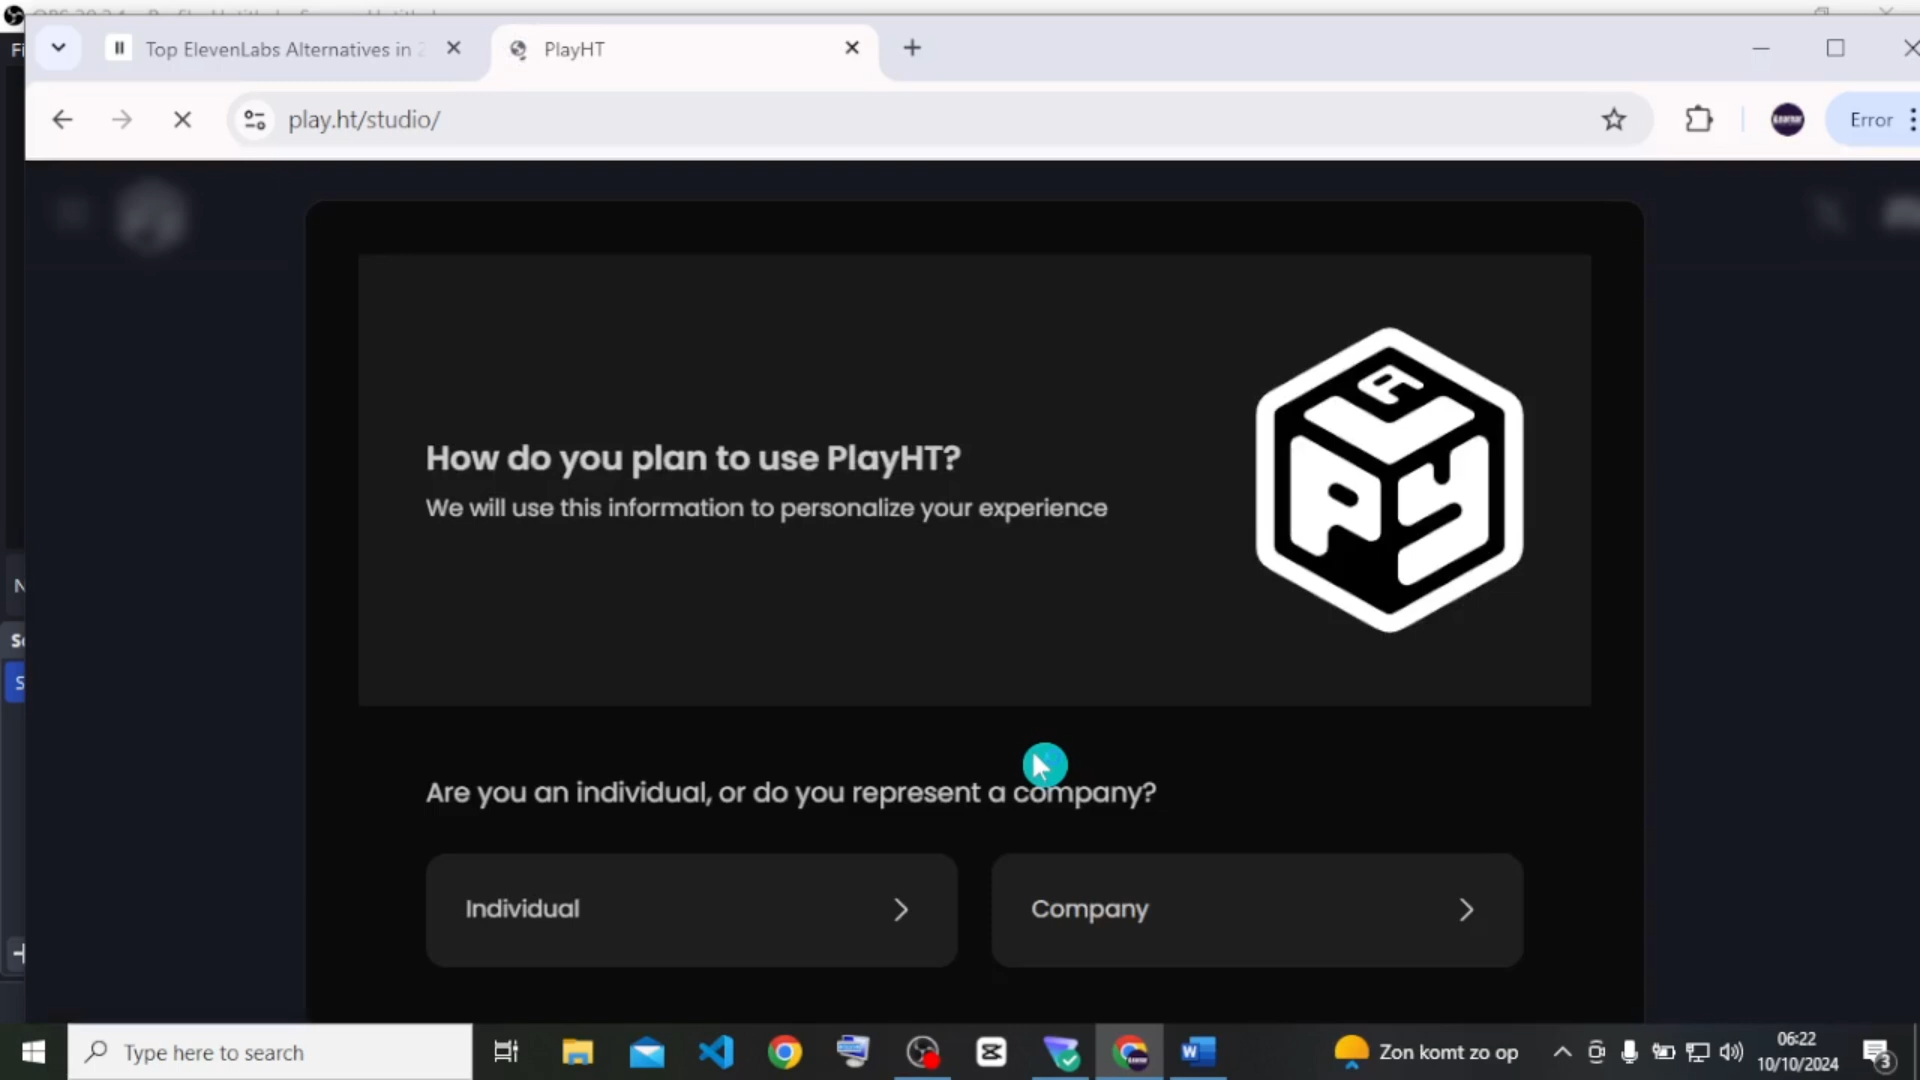 Top ElevenLabs Alternatives in
PlayHT
play.ht/studio/
Error
How do you plan to use PlayHT?
We will use this information to personalize your experience
PLAY
Are you an individual, or do you represent a company?
Individual
Company
Type here to search
Zon komt zo op
06:22
10/10/2024
3